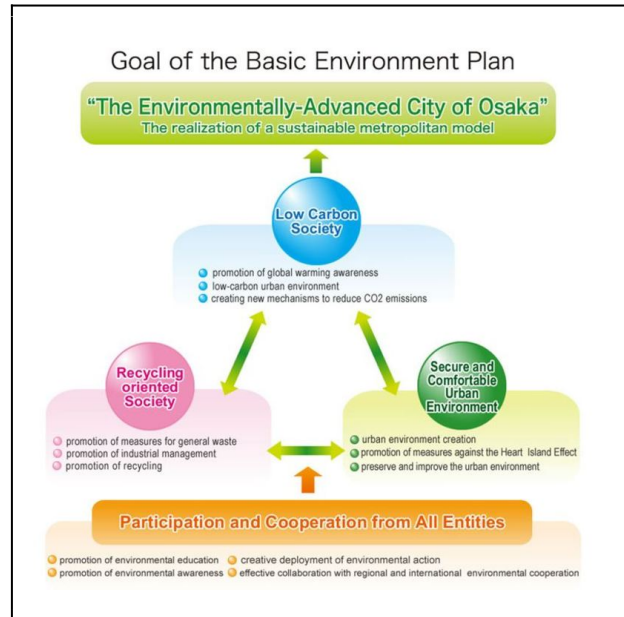 Goal of the Basic Environment Plan
“The Environmentally-Advanced City of Osaka”
The realization of a sustainable metropolitan model
Low Carbon
Society
promotion of global warming awareness
low-carbon urban environment
creating new mechanisms to reduce CO2 emissions
Recycling
oriented
Society
promotion of measures for general waste
promotion of industrial management
promotion of recycling
Secure and
Comfortable
Urban
Environment
urban environment creation
promotion of measures against the Heart Island Effect
preserve and improve the urban environment
Participation and Cooperation from All Entities
promotion of environmental education
creative deployment of environmental action
promotion of environmental awareness
effective collaboration with regional and international environmental cooperation